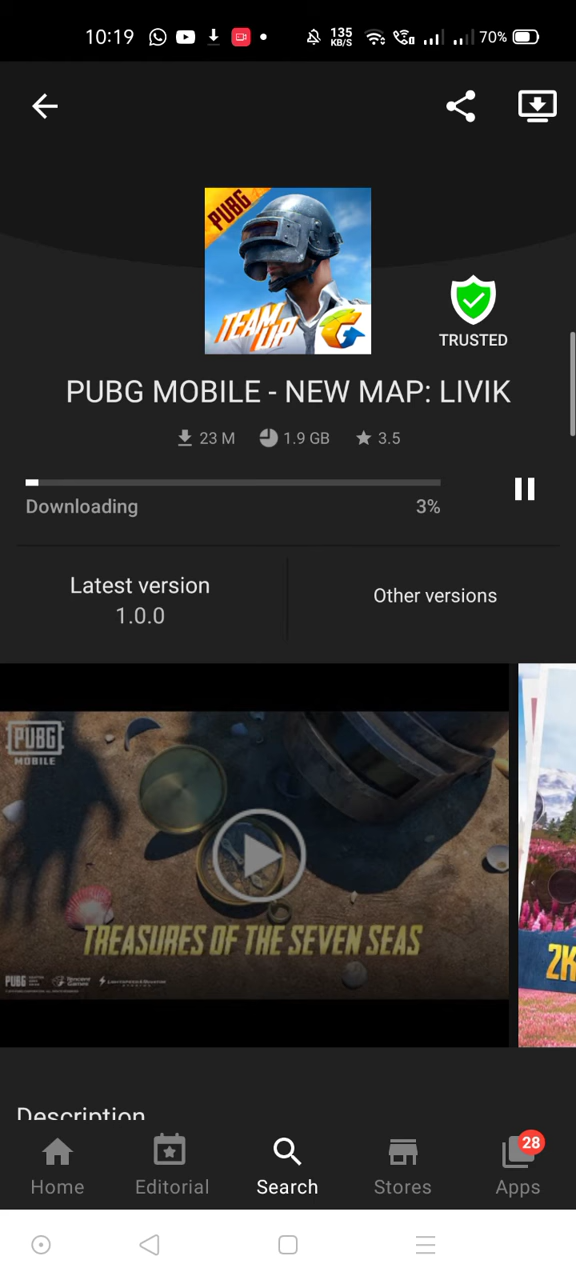 10:19
135
KB/S
70%
PUBG
TEAM
UP
TRUSTED
PUBG MOBILE - NEW MAP: LIVIK
23 M
1.9 GB
3.5
Downloading
3%
Latest version
1.0.0
Other versions
PUBG
MOBILE
TREASURES OF THE SEVEN SEAS
PUBG
2K
Description
28
Home
Editorial
Search
Stores
Apps